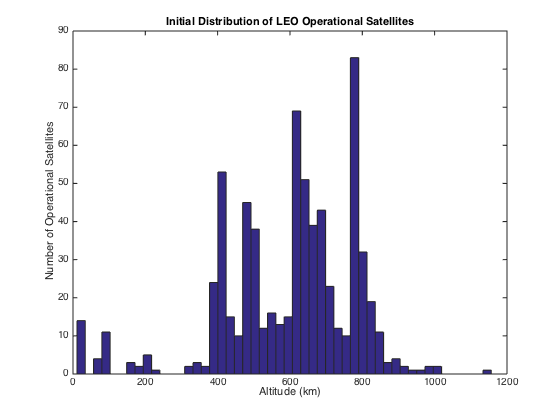 Initial Distribution of LEO Operational Satellites
90
80
70
60
50
40
30
20
10
0
Number of Operational Satellites
0 200 400 600 800 1000 1200
Altitude (km)